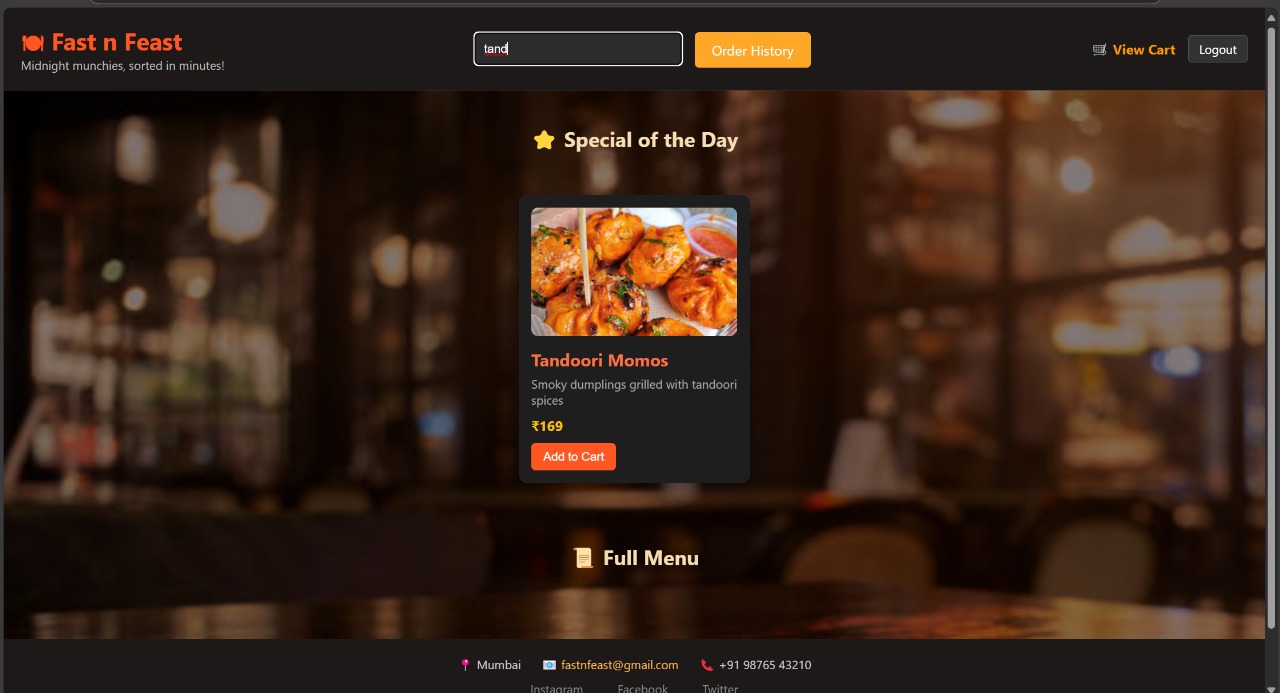 🍽️ Fast n Feast
Midnight munchies, sorted in minutes!
tand
Order History
🛒 View Cart
Logout
⭐ Special of the Day
Tandoori Momos
Smoky dumplings grilled with tandoori
spices
₹169
Add to Cart
📜 Full Menu
📍 Mumbai 📧 fastnfeast@gmail.com 📞 +91 98765 43210
Instagram Facebook Twitter